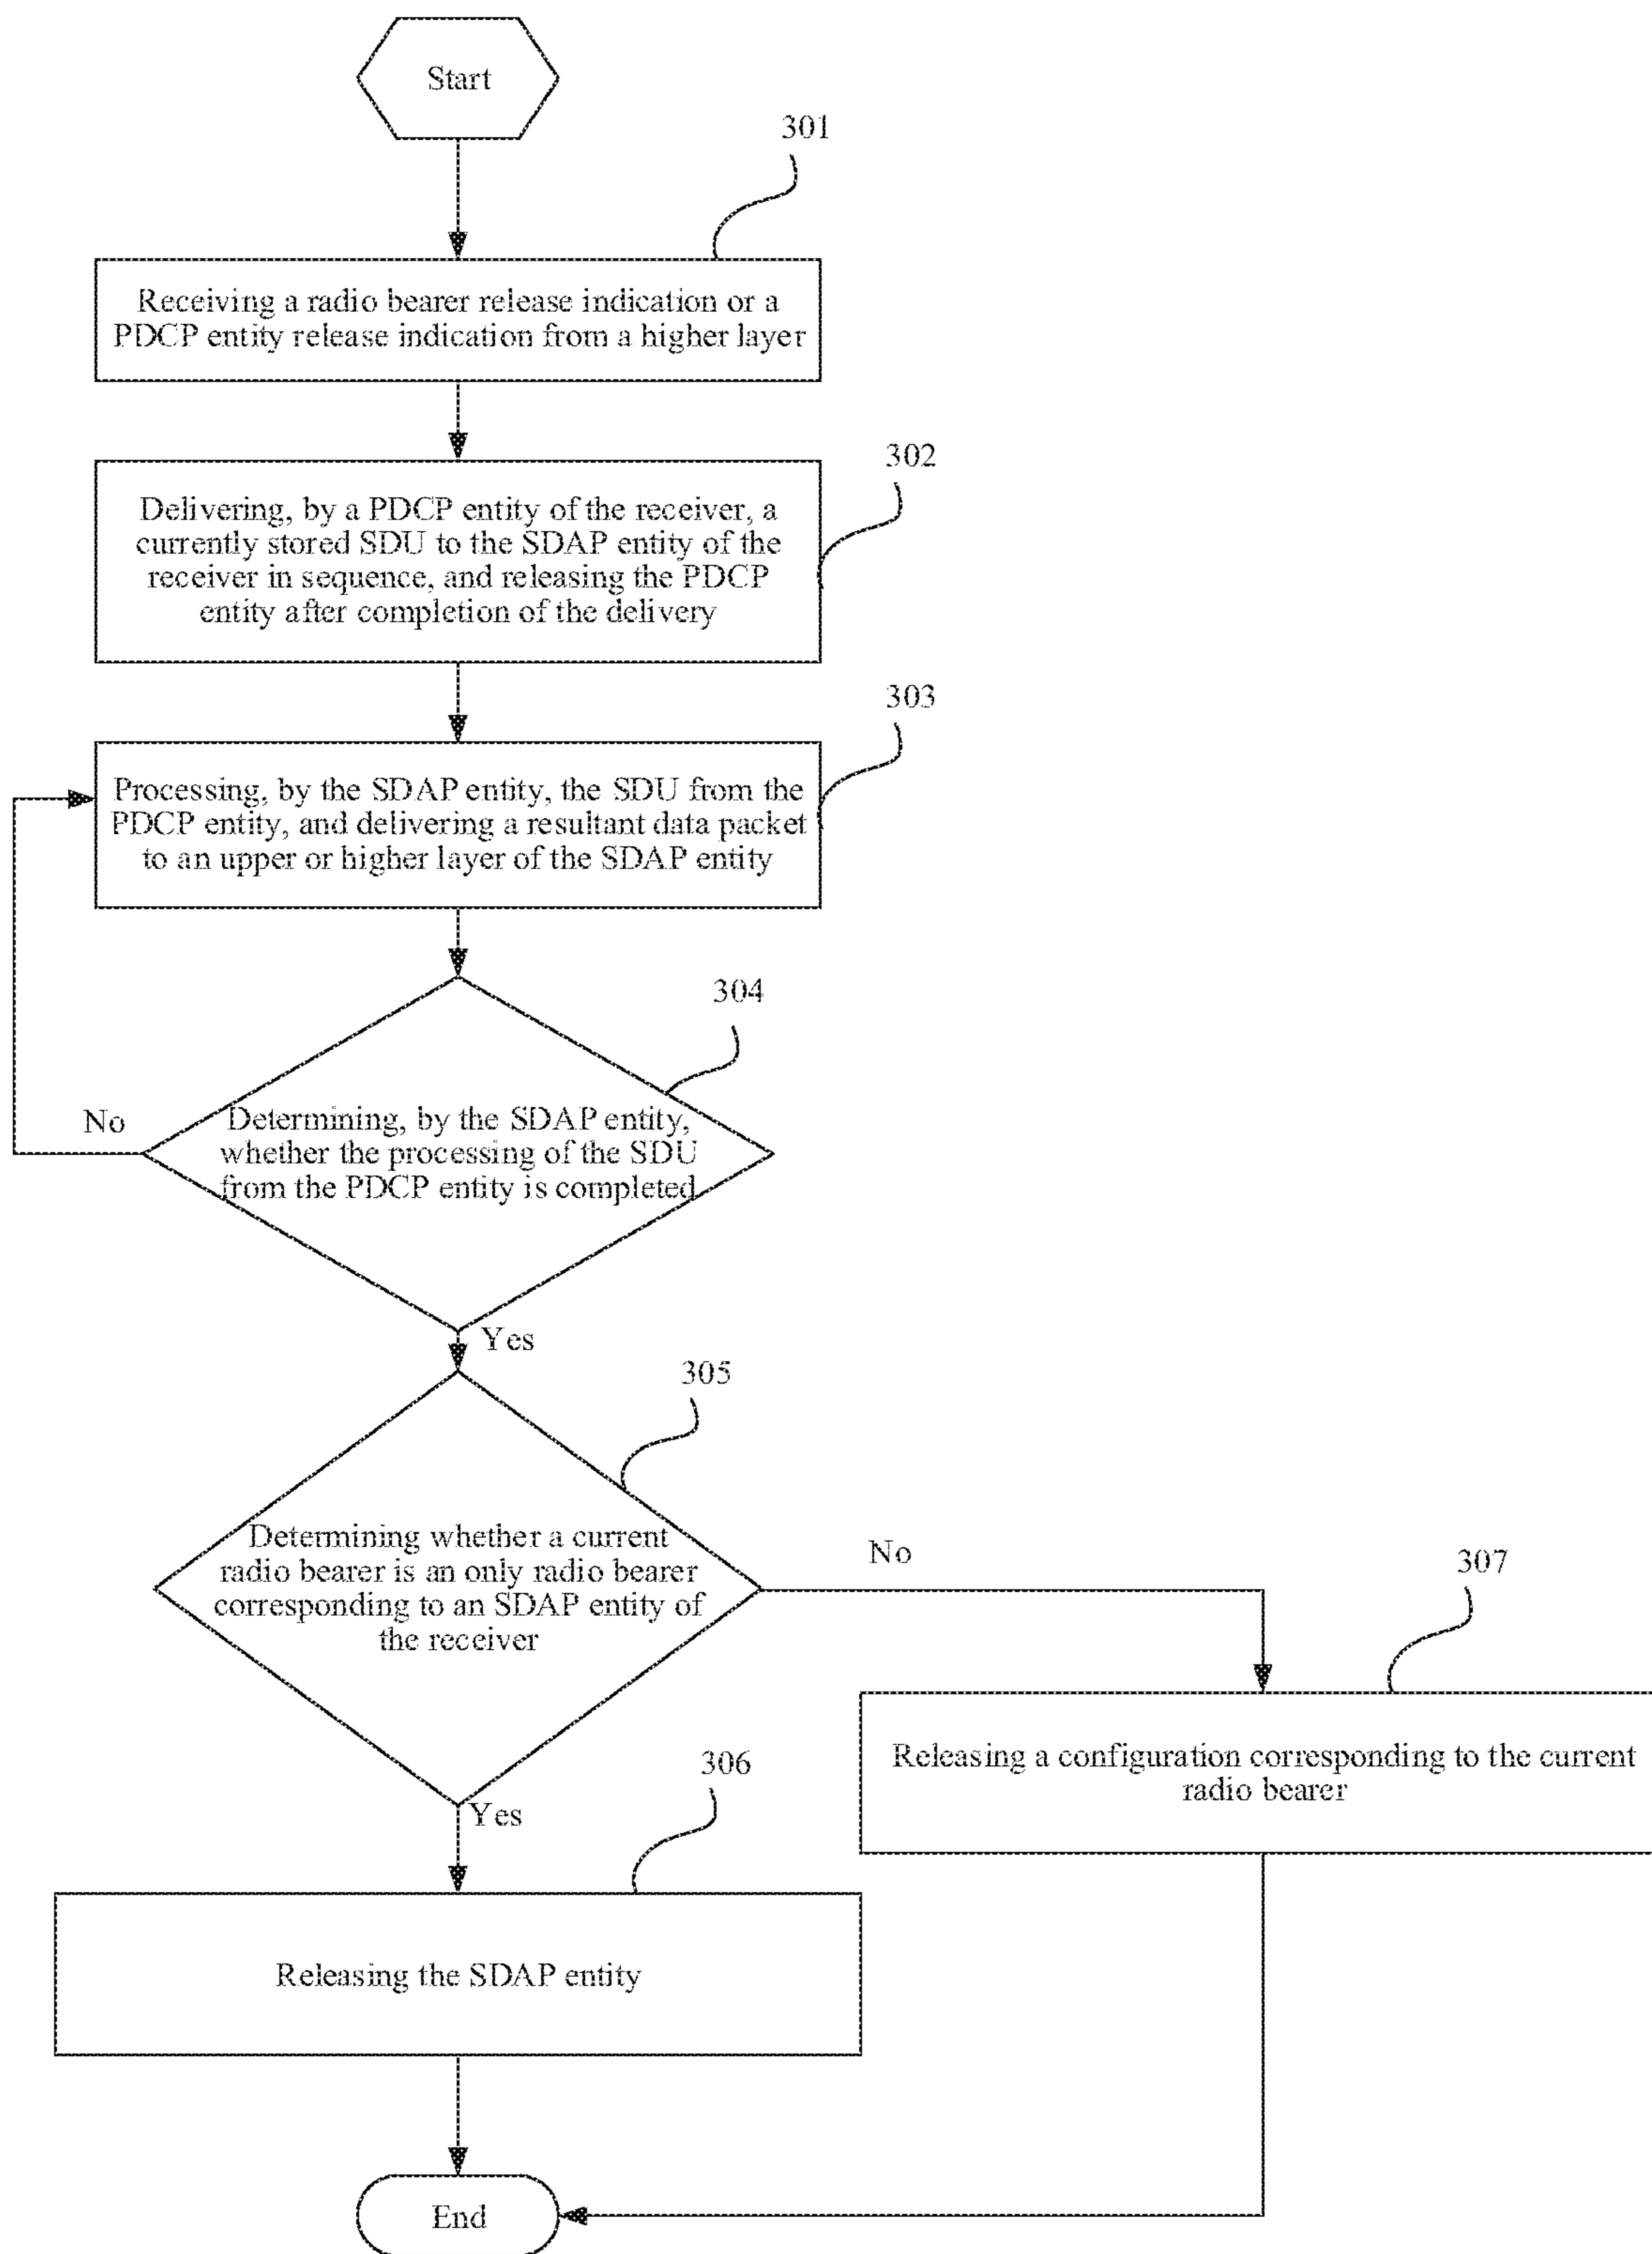 Start
301
Receiving a radio bearer release indication or a
PDCP entity release indication from a higher layer
302
Delivering, by a PDCP entity of the receiver, a
currently stored SDU to the SDAP entity of the
receiver in sequence, and releasing the PDCP
entity after completion of the delivery
303
Processing, by the SDAP entity, the SDU from the
PDCP entity, and delivering a resultant data packet
to an upper or higher layer of the SDAP entity
304
No
Determining, by the SDAP entity,
whether the processing of the SDU
from the PDCP entity is completed
Yes
305
Determining whether a current
radio bearer is an only radio bearer
corresponding to an SDAP entity of
the receiver
No
307
Releasing a configuration corresponding to the current
radio bearer
306
Yes
Releasing the SDAP entity
End